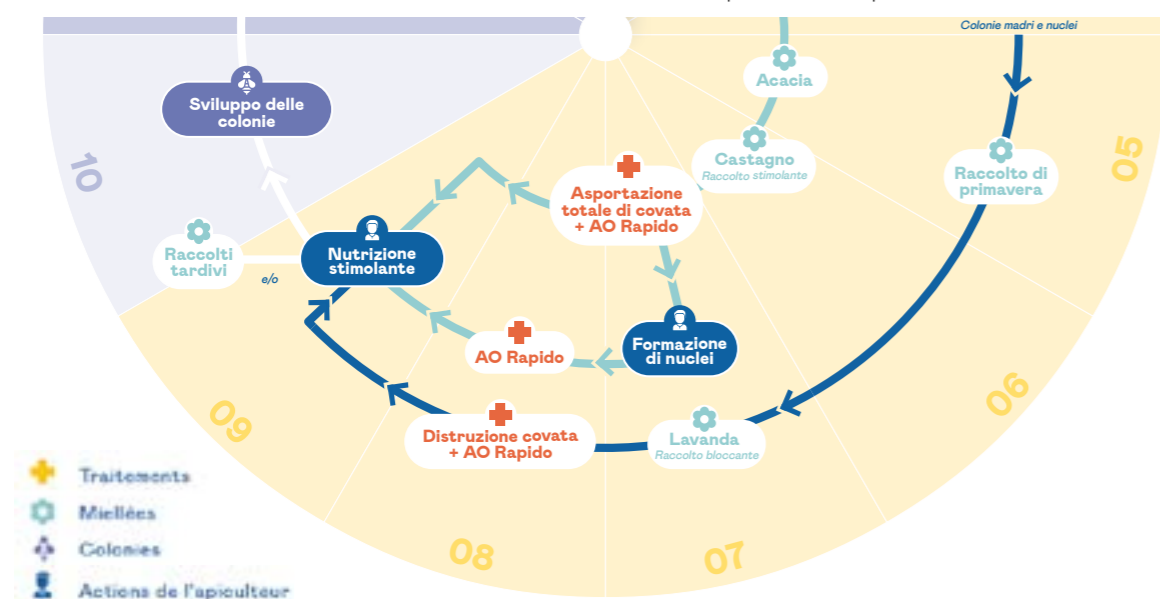 Colonie madri e nuclei
Acacia
Sviluppo delle
colonie
Castagno
Raccolto stimolante
Raccolto di
primavera
05
10
Asportazione
totale di covata
+ AO Rapido
Raccolti
tardivi
e/o
Nutrizione
stimolante
AO Rapido
Formazione
di nuclei
06
09
Distruzione covata
+ AO Rapido
Lavanda
Raccolto bloccante
08
07
Traitements
Miellées
Colonies
Actions de l'apiculteur